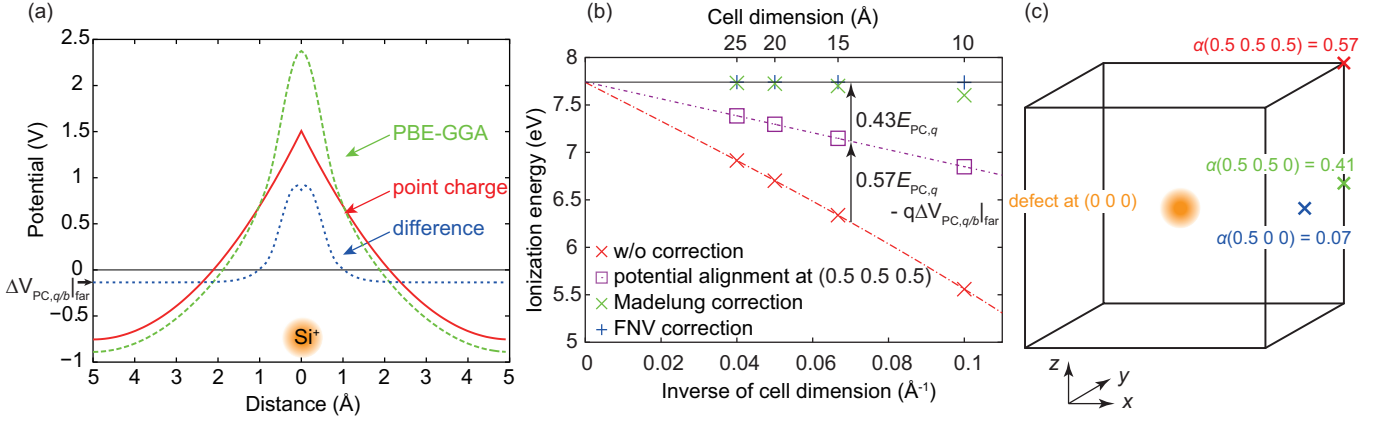 (a)
Potential (V)
2.5
2
1.5
1
0.5
0
−0.5
−1
ΔV_PC,q/b|far
PBE-GGA
point charge
difference
Si⁺
5 4 3 2 1 0 1 2 3 4 5
Distance (Å)
(b)
Cell dimension (Å)
25 20 15 10
Ionization energy (eV)
8
7.5
7
6.5
6
5.5
5
0.43E_PC,q
0.57E_PC,q
- qΔV_PC,q/b|far
w/o correction
potential alignment at (0.5 0.5 0.5)
Madelung correction
FNV correction
0 0.02 0.04 0.06 0.08 0.1
Inverse of cell dimension (Å⁻¹)
(c)
α(0.5 0.5 0.5) = 0.57
α(0.5 0.5 0) = 0.41
defect at (0 0 0)
α(0.5 0 0) = 0.07
z
y
x